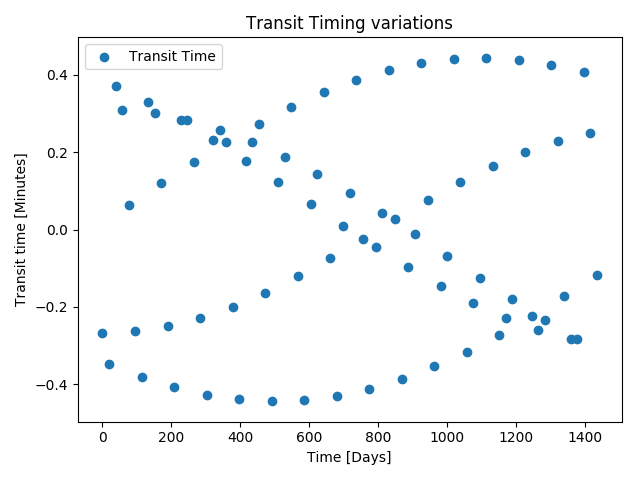 Transit Timing variations
Transit Time
Transit time [Minutes]
0.4
0.2
0.0
−0.2
−0.4
0 200 400 600 800 1000 1200 1400
Time [Days]